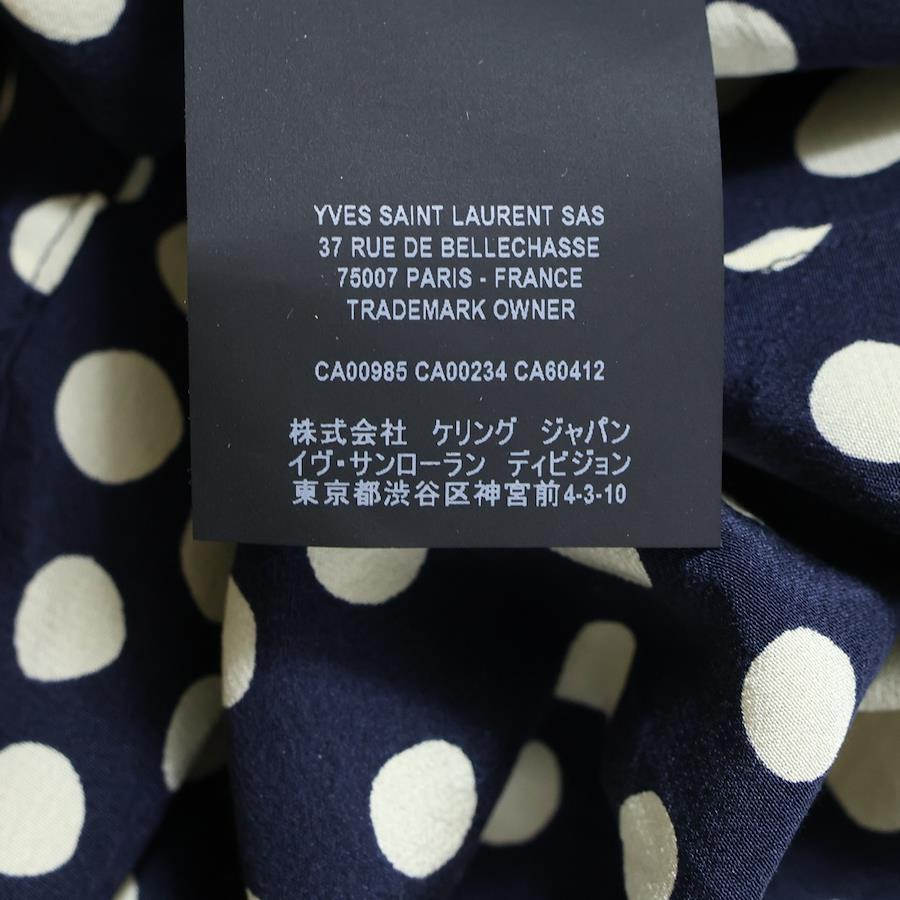 YVES SAINT LAURENT SAS
37 RUE DE BELLECHASSE
75007 PARIS - FRANCE
TRADEMARK OWNER
CA00985 CA00234 CA60412
株式会社 ケリング ジャパン
イヴ・サンローラン ディビジョン
東京都渋谷区神宮前4-3-10